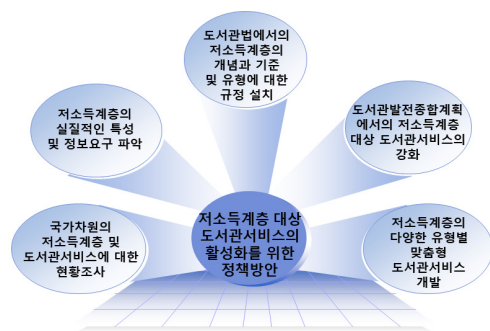 도서관법에서의
저소득계층의
개념과 기준
및 유형에 대한
규정 설치
저소득계층의
실질적인 특성
및 정보요구 파악
도서관발전종합계획
에서의 저소득계층
대상 도서관서비스의
강화
국가차원의
저소득계층 및
도서관서비스에 대한
현황조사
저소득계층 대상
도서관서비스의
활성화를 위한
정책방안
저소득계층의
다양한 유형별
맞춤형
도서관서비스
개발